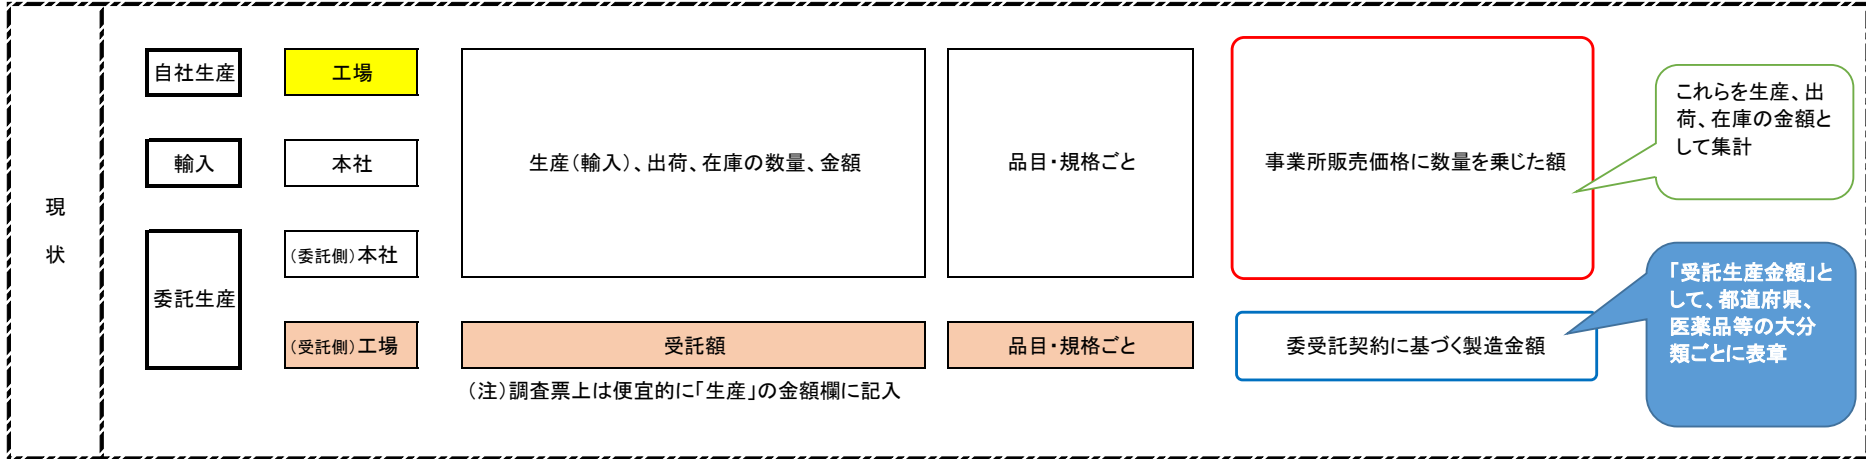 現
状
自社生産
工場
輸入
本社
生産(輸入)、出荷、在庫の数量、金額
品目・規格ごと
事業所販売価格に数量を乗じた額
これらを生産、出
荷、在庫の金額と
して集計
委託生産
(委託側)本社
(受託側)工場
受託額
品目・規格ごと
委受託契約に基づく製造金額
「受託生産金額」と
して、都道府県、
医薬品等の大分
類ごとに表章
(注)調査票上は便宜的に「生産」の金額欄に記入